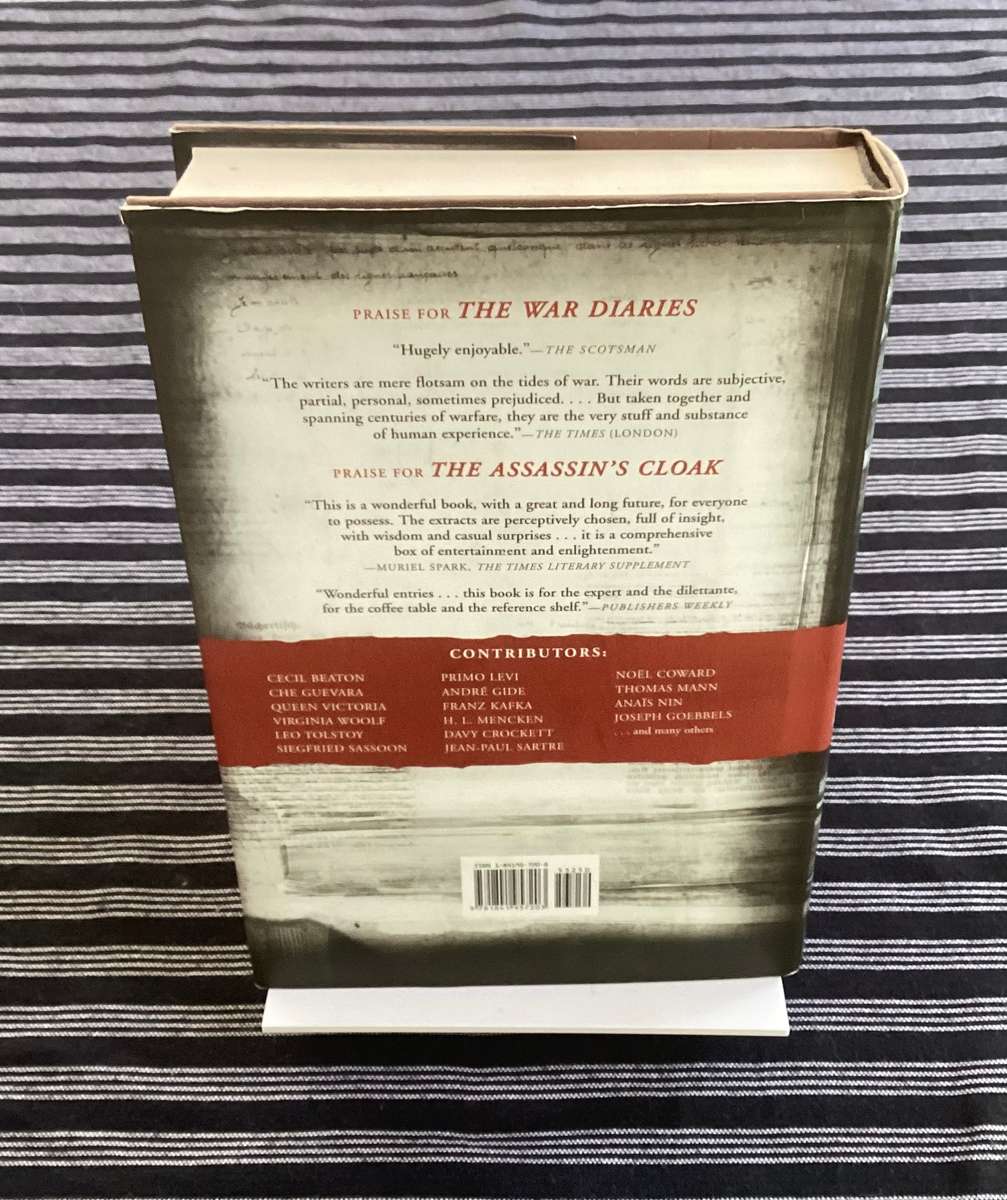 PRAISE FOR THE WAR DIARIES
“Hugely enjoyable.”—THE SCOTSMAN
“The writers are mere flotsam on the tides of war. Their words are subjective,
partial, personal, sometimes prejudiced. . . . But taken together and
spanning centuries of warfare, they are the very stuff and substance
of human experience.”—THE TIMES (LONDON)
PRAISE FOR THE ASSASSIN’S CLOAK
“This is a wonderful book, with a great and long future, for everyone
to possess. The extracts are perceptively chosen, full of insight,
with wisdom and casual surprises . . . it is a comprehensive
box of entertainment and enlightenment.”
—MURIEL SPARK, THE TIMES LITERARY SUPPLEMENT
“Wonderful entries . . . this book is for the expert and the dilettante,
for the coffee table and the reference shelf.”—PUBLISHERS WEEKLY
CONTRIBUTORS:
CECIL BEATON
CHE GUEVARA
QUEEN VICTORIA
VIRGINIA WOOLF
LEO TOLSTOY
SIEGFRIED SASSOON
PRIMO LEVI
ANDRÉ GIDE
FRANZ KAFKA
H. L. MENCKEN
DAVY CROCKETT
JEAN-PAUL SARTRE
NOËL COWARD
THOMAS MANN
ANAÏS NIN
JOSEPH GOEBBELS
. . . and many others
ISBN